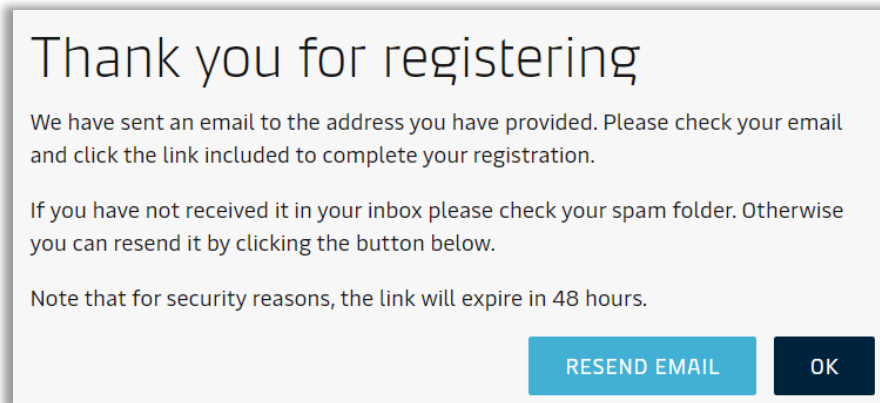 Thank you for registering
We have sent an email to the address you have provided. Please check your email
and click the link included to complete your registration.
If you have not received it in your inbox please check your spam folder. Otherwise
you can resend it by clicking the button below.
Note that for security reasons, the link will expire in 48 hours.
RESEND EMAIL
OK